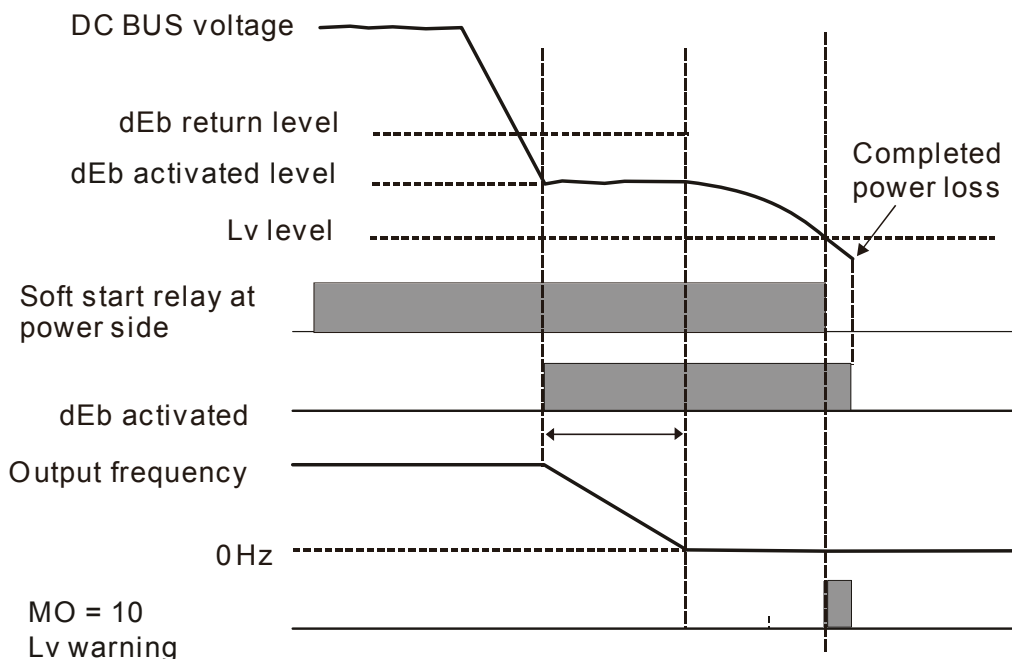 DC BUS voltage
dEb return level
dEb activated level
Completed
power loss
Lv level
Soft start relay at
power side
dEb activated
Output frequency
0Hz
MO = 10
Lv warning